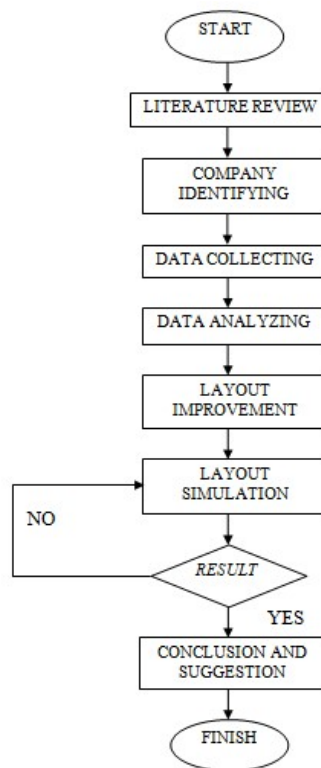 START
LITERATURE REVIEW
COMPANY
IDENTIFYING
DATA COLLECTING
DATA ANALYZING
LAYOUT
IMPROVEMENT
LAYOUT
SIMULATION
NO
RESULT
YES
CONCLUSION AND
SUGGESTION
FINISH